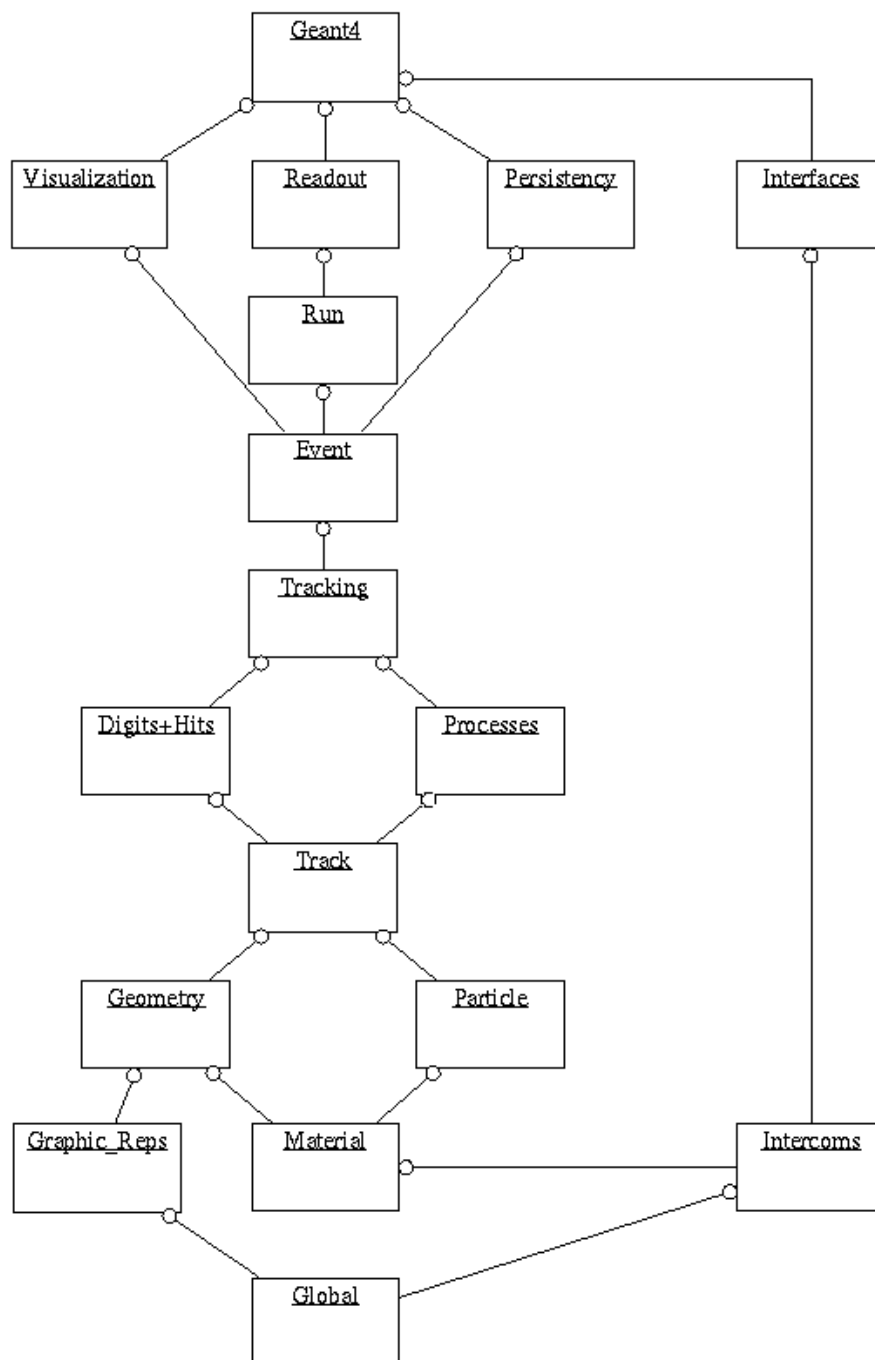 Geant4
Visualization
Readout
Persistency
Interfaces
Run
Event
Tracking
Digits+Hits
Processes
Track
Geometry
Particle
Graphic_Reps
Material
Intercoms
Global